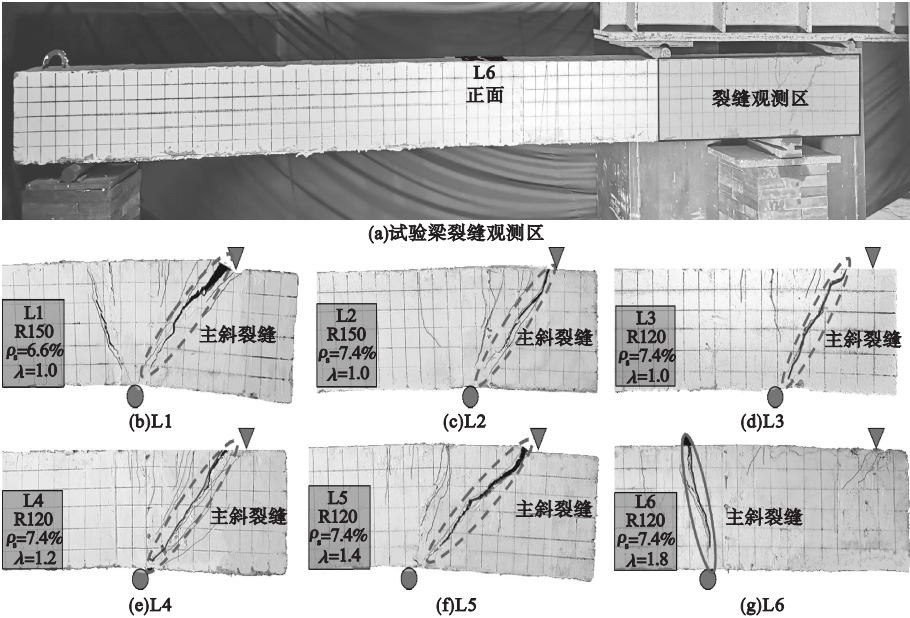 L6
正面
裂缝观测区
(a)试验梁裂缝观测区
L1
R150
ρs=6.6%
λ=1.0
主斜裂缝
(b)L1
L2
R150
ρs=7.4%
λ=1.0
主斜裂缝
(c)L2
L3
R120
ρs=7.4%
λ=1.0
主斜裂缝
(d)L3
L4
R120
ρs=7.4%
λ=1.2
主斜裂缝
(e)L4
L5
R120
ρs=7.4%
λ=1.4
主斜裂缝
(f)L5
L6
R120
ρs=7.4%
λ=1.8
主斜裂缝
(g)L6